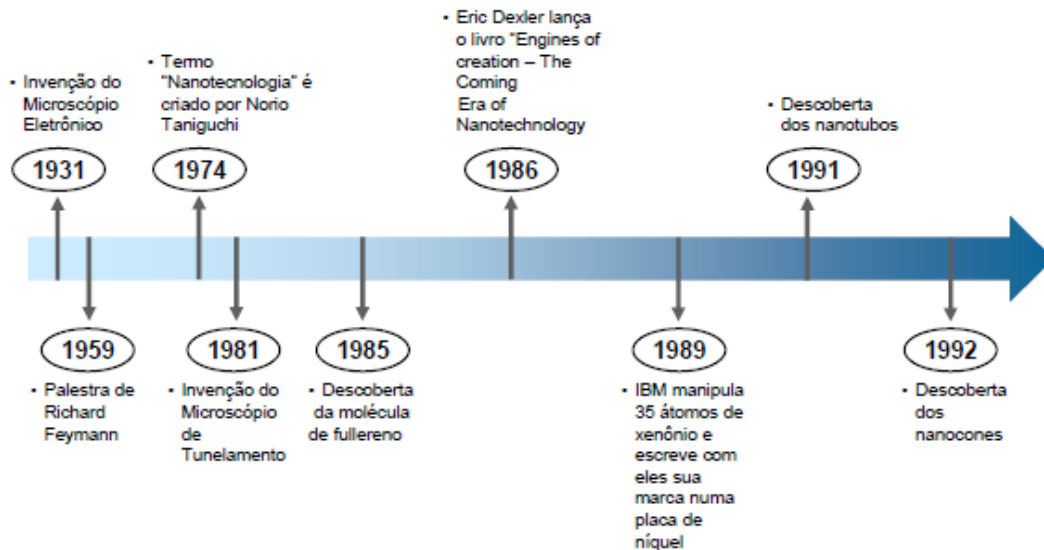 ▪ Invenção do
Microscópio
Eletrônico
1931
▪ Termo
"Nanotecnologia" é
criado por Norio
Taniguchi
1974
▪ Eric Dexler lança
o livro "Engines of
creation – The
Coming
Era of
Nanotechnology
1986
▪ Descoberta
dos nanotubos
1991
1959
▪ Palestra de
Richard
Feymann
1981
▪ Invenção do
Microscópio
de
Tunelamento
1985
▪ Descoberta
da molécula
de fullereno
1989
▪ IBM manipula
35 átomos de
xenônio e
escreve com
eles sua
marca numa
placa de
níquel
1992
▪ Descoberta
dos
nanocones